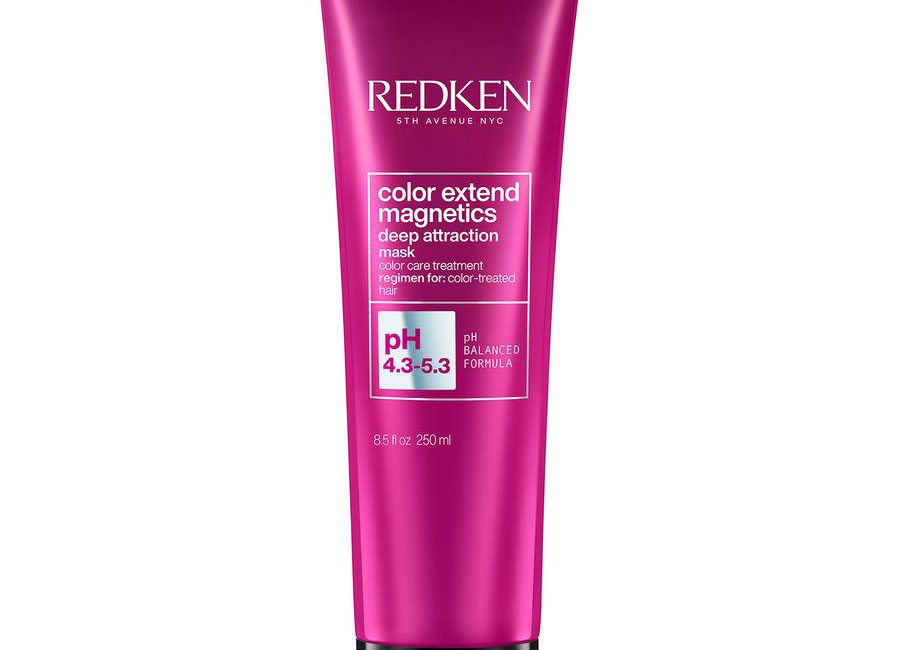 REDKEN
5TH AVENUE NYC
color extend
magnetics
deep attraction
mask
color care treatment
regimen for: color-treated
hair
pH
4.3-5.3
pH
BALANCED
FORMULA
8.5 fl oz 250 ml